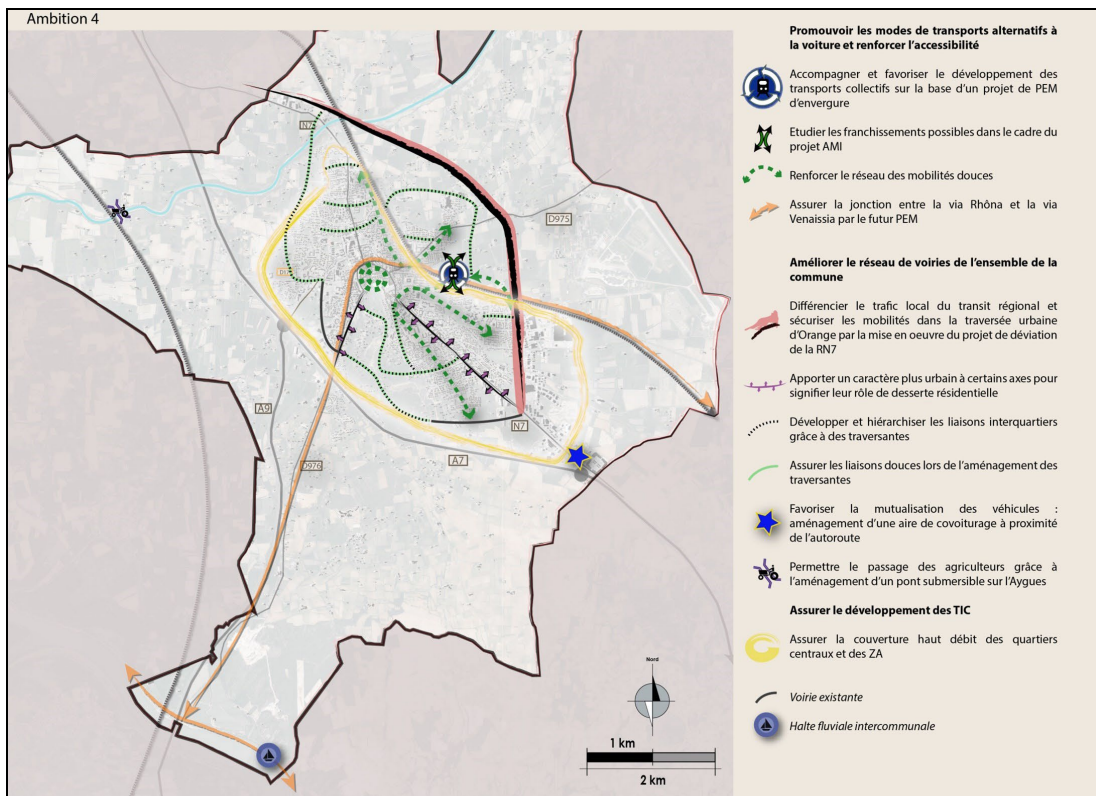 Ambition 4
Promouvoir les modes de transports alternatifs à
la voiture et renforcer l'accessibilité
Accompagner et favoriser le développement des
transports collectifs sur la base d'un projet de PEM
d'envergure
Etudier les franchissements possibles dans le cadre du
projet AMI
Renforcer le réseau des mobilités douces
Assurer la jonction entre la via Rhôna et la via
Venaissia par le futur PEM
Améliorer le réseau de voiries de l'ensemble de la
commune
Différencier le trafic local du transit régional et
sécuriser les mobilités dans la traversée urbaine
d'Orange par la mise en oeuvre du projet de déviation
de la RN7
Apporter un caractère plus urbain à certains axes pour
signifier leur rôle de desserte résidentielle
Développer et hiérarchiser les liaisons interquartiers
grâce à des traversantes
Assurer les liaisons douces lors de l'aménagement des
traversantes
Favoriser la mutualisation des véhicules :
aménagement d'une aire de covoiturage à proximité
de l'autoroute
Permettre le passage des agriculteurs grâce à
l'aménagement d'un pont submersible sur l'Aygues
Assurer le développement des TIC
Assurer la couverture haut débit des quartiers
centraux et des ZA
Voirie existante
Halte fluviale intercommunale
N7
D975
A9
N7
A7
D976
Nord
1 km
2 km